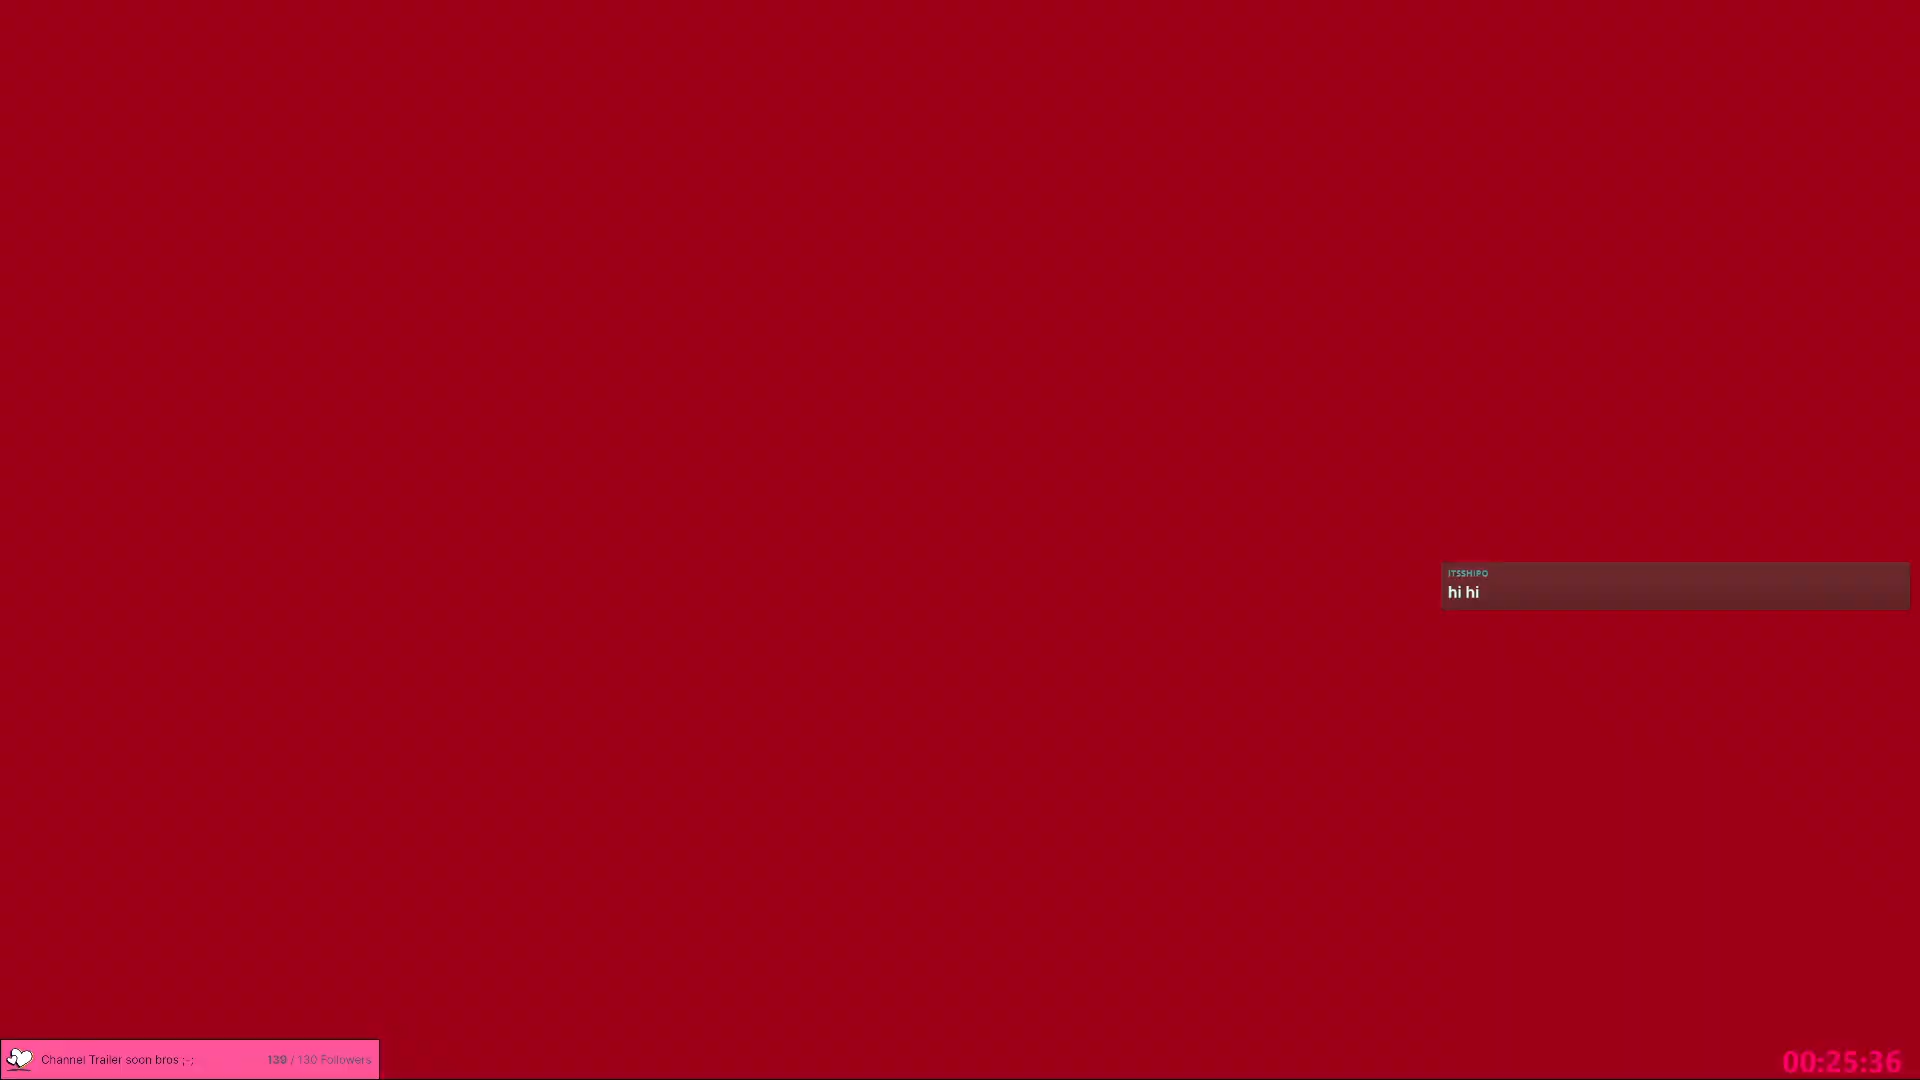 ITSSHIPO
hi hi
Channel Trailer soon bros ;-;
139 / 130 Followers
00:25:36